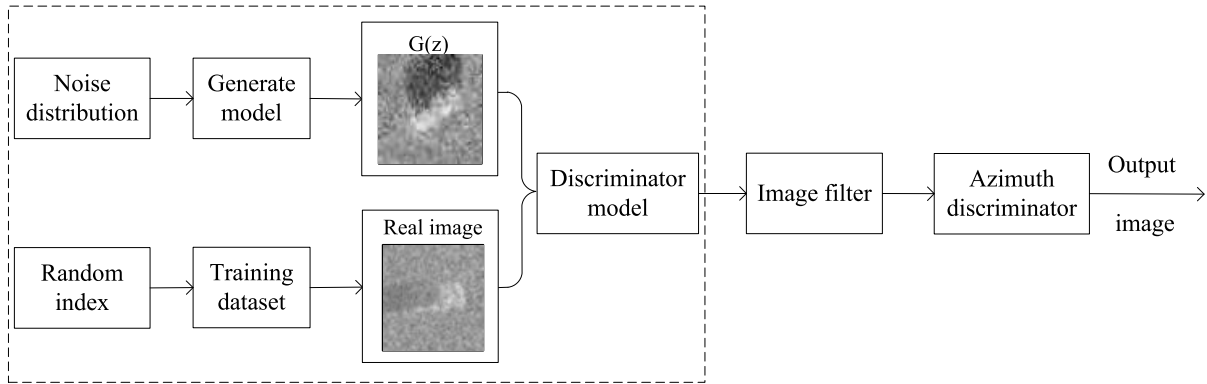 Noise
distribution
Generate
model
G(z)
Random
index
Training
dataset
Real image
Discriminator
model
Image filter
Azimuth
discriminator
Output
image